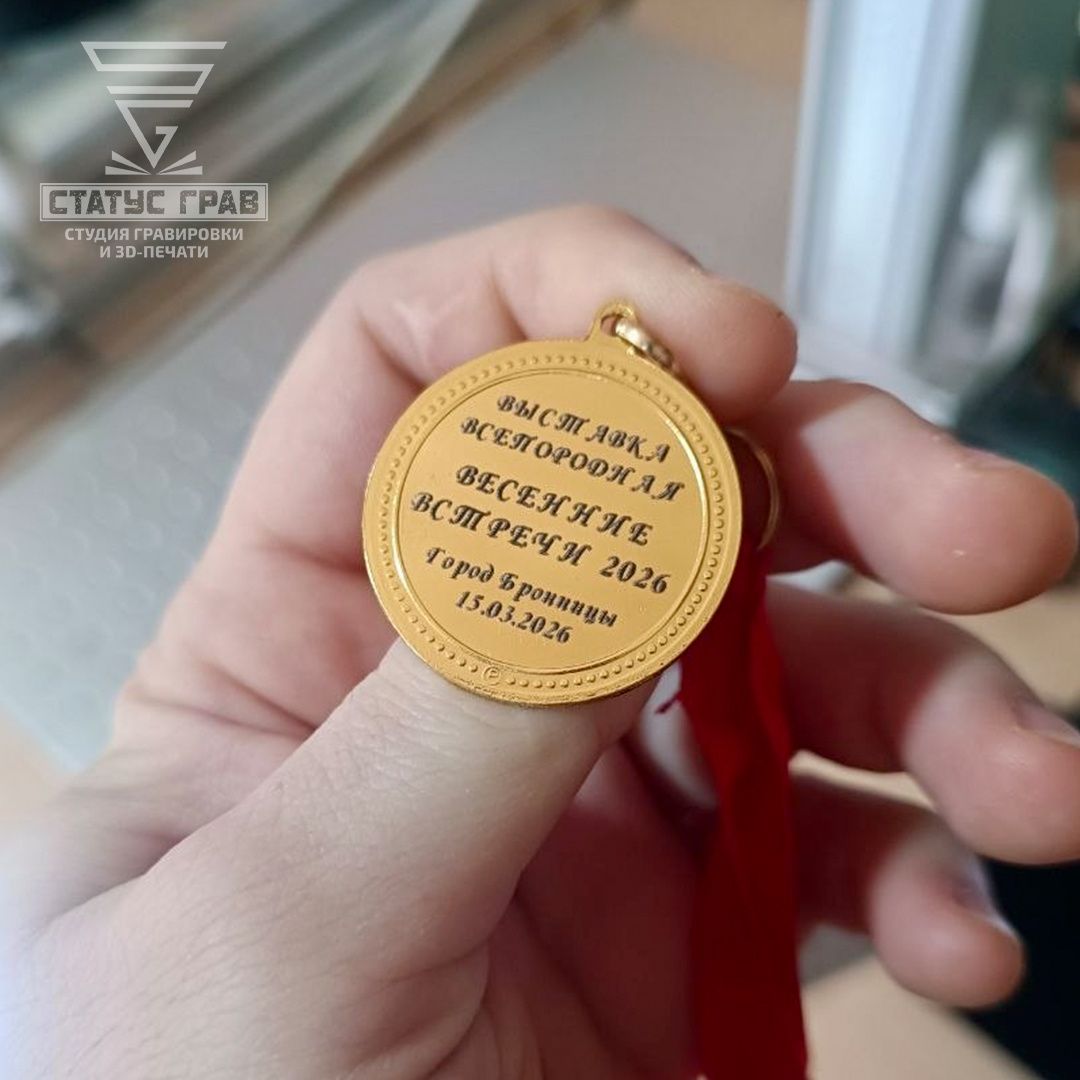 СТАТУС ГРАВ
СТУДИЯ ГРАВИРОВКИ
И 3D-ПЕЧАТИ
ВЫСТАВКА
ВСЕПОРОДНАЯ
ВЕСЕННИЕ
ВСТРЕЧИ 2026
Город Бронницы
15.03.2026